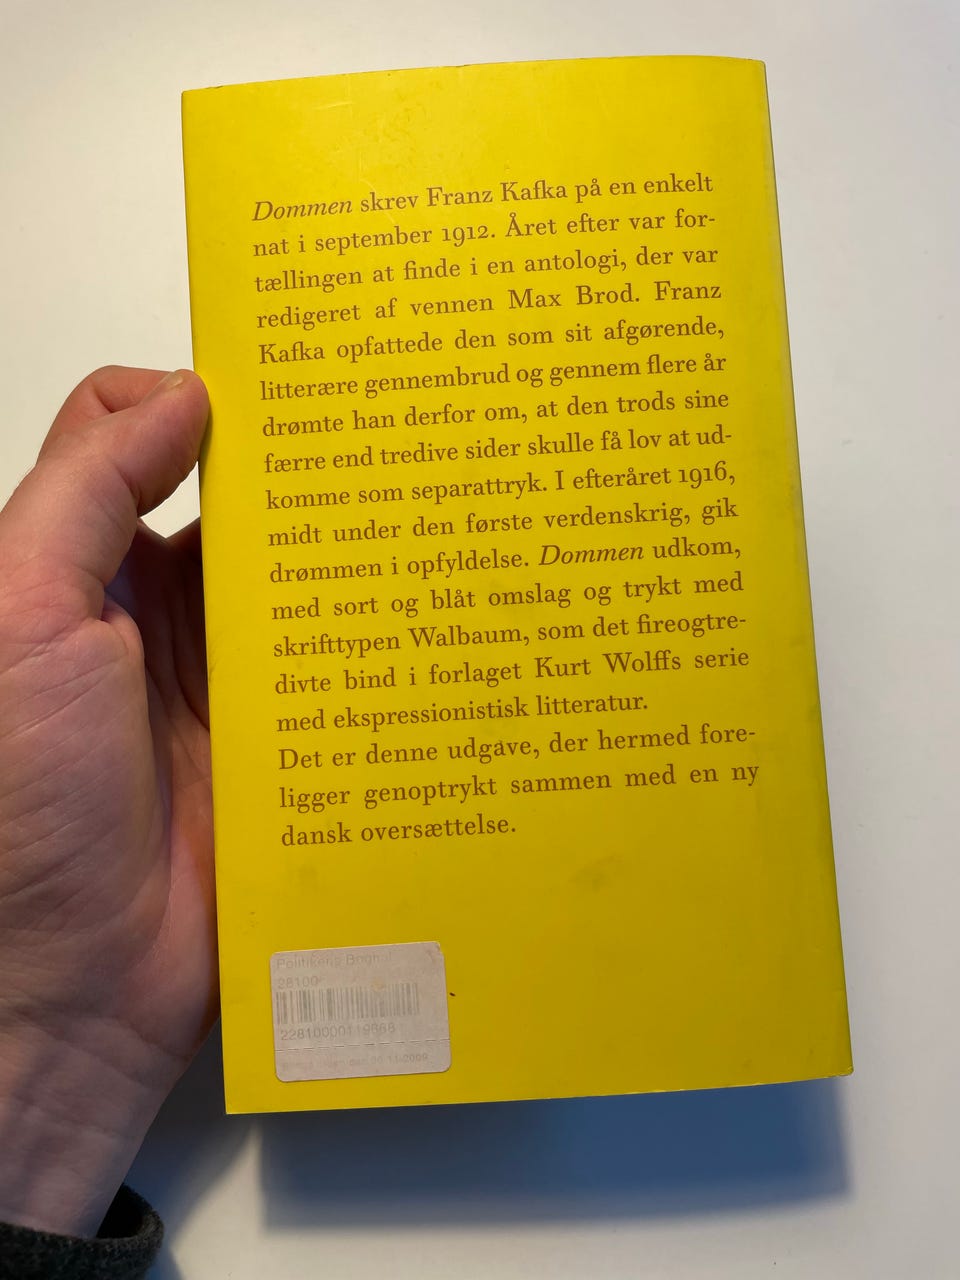 Dommen skrev Franz Kafka på en enkelt
nat i september 1912. Året efter var for-
tællingen at finde i en antologi, der var
redigeret af vennen Max Brod. Franz
Kafka opfattede den som sit afgørende,
litterære gennembrud og gennem flere år
drømte han derfor om, at den trods sine
færre end tredive sider skulle få lov at ud-
komme som separattryk. I efteråret 1916,
midt under den første verdenskrig, gik
drømmen i opfyldelse. Dommen udkom,
med sort og blåt omslag og trykt med
skrifttypen Walbaum, som det fireogtre-
divte bind i forlaget Kurt Wolffs serie
med ekspressionistisk litteratur.
Det er denne udgave, der hermed fore-
ligger genoptrykt sammen med en ny
dansk oversættelse.
Politikens Boghal
28100
22810000119868